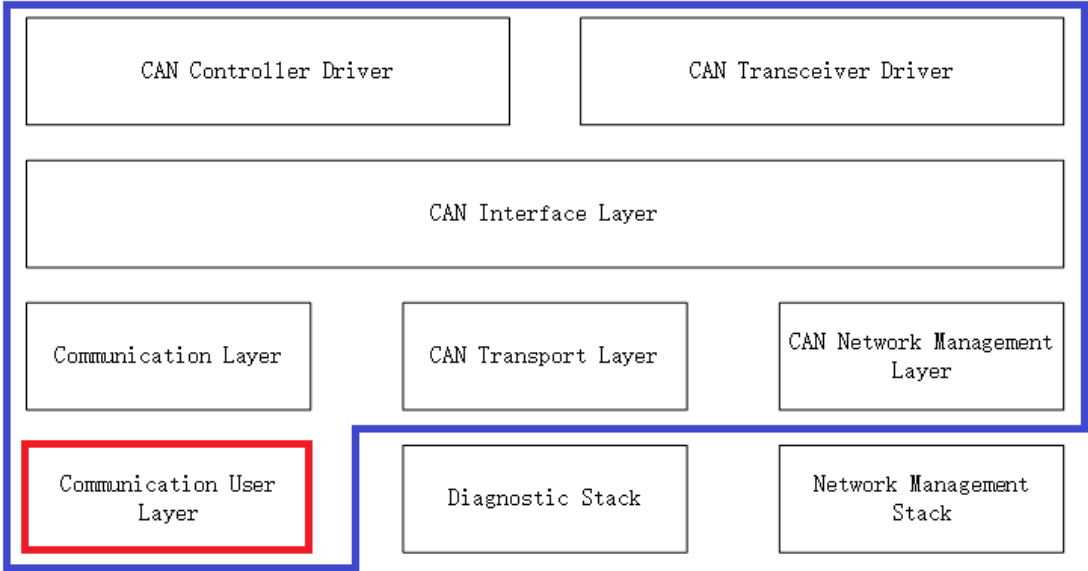 CAN Controller Driver
CAN Transceiver Driver
CAN Interface Layer
Communication Layer
CAN Transport Layer
CAN Network Management
Layer
Communication User
Layer
Diagnostic Stack
Network Management
Stack